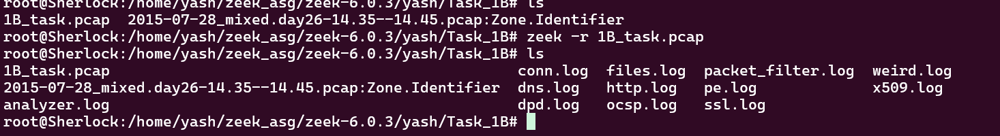 root@Sherlock:/home/yash/zeek_asg/zeek-6.0.3/yash/Task_1B# ls
1B_task.pcap  2015-07-28_mixed.day26-14.35--14.45.pcap:Zone.Identifier
root@Sherlock:/home/yash/zeek_asg/zeek-6.0.3/yash/Task_1B# zeek -r 1B_task.pcap
root@Sherlock:/home/yash/zeek_asg/zeek-6.0.3/yash/Task_1B# ls
1B_task.pcap                                              conn.log  files.log  packet_filter.log  weird.log
2015-07-28_mixed.day26-14.35--14.45.pcap:Zone.Identifier  dns.log   http.log   pe.log             x509.log
analyzer.log                                              dpd.log   ocsp.log   ssl.log
root@Sherlock:/home/yash/zeek_asg/zeek-6.0.3/yash/Task_1B#